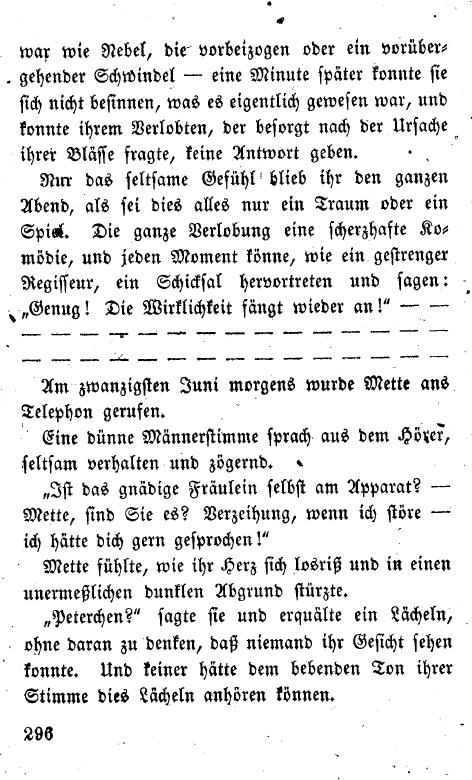 war wie Nebel, die vorbeizogen oder ein vorüber-
gehender Schwindel — eine Minute später konnte sie
sich nicht besinnen, was es eigentlich gewesen war, und
konnte ihrem Verlobten, der besorgt nach der Ursache
ihrer Blässe fragte, keine Antwort geben.
Nur das seltsame Gefühl blieb ihr den ganzen
Abend, als sei dies alles nur ein Traum oder ein
Spiel. Die ganze Verlobung eine scherzhafte Ko-
mödie, und jeden Moment könne, wie ein gestrenger
Regisseur, ein Schicksal hervortreten und sagen:
„Genug! Die Wirklichkeit fängt wieder an!“ — —
— — — — — — — — — — — — — — —
— — — — — — — — — — — — — — —
Am zwanzigsten Juni morgens wurde Mette ans
Telephon gerufen.
Eine dünne Männerstimme sprach aus dem Hörer,
seltsam verhalten und zögernd.
„Ist das gnädige Fräulein selbst am Apparat? —
Mette, sind Sie es? Verzeihung, wenn ich störe —
ich hätte dich gern gesprochen!“
Mette fühlte, wie ihr Herz sich losriß und in einen
unermeßlichen dunklen Abgrund stürzte.
„Peterchen?“ sagte sie und erquälte ein Lächeln,
ohne daran zu denken, daß niemand ihr Gesicht sehen
konnte. Und keiner hätte dem bebenden Ton ihrer
Stimme dies Lächeln anhören können.
296